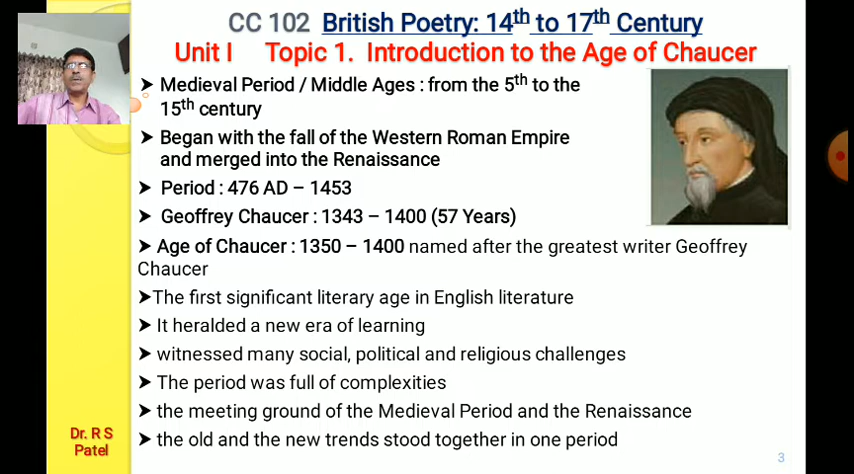 CC 102 British Poetry: 14th to 17th Century
Unit I Topic 1. Introduction to the Age of Chaucer
➤ Medieval Period / Middle Ages : from the 5th to the
15th century
➤ Began with the fall of the Western Roman Empire
and merged into the Renaissance
➤ Period : 476 AD – 1453
➤ Geoffrey Chaucer : 1343 – 1400 (57 Years)
➤ Age of Chaucer : 1350 – 1400 named after the greatest writer Geoffrey
Chaucer
➤The first significant literary age in English literature
➤ It heralded a new era of learning
➤ witnessed many social, political and religious challenges
➤ The period was full of complexities
➤ the meeting ground of the Medieval Period and the Renaissance
➤ the old and the new trends stood together in one period
Dr. R S
Patel
3